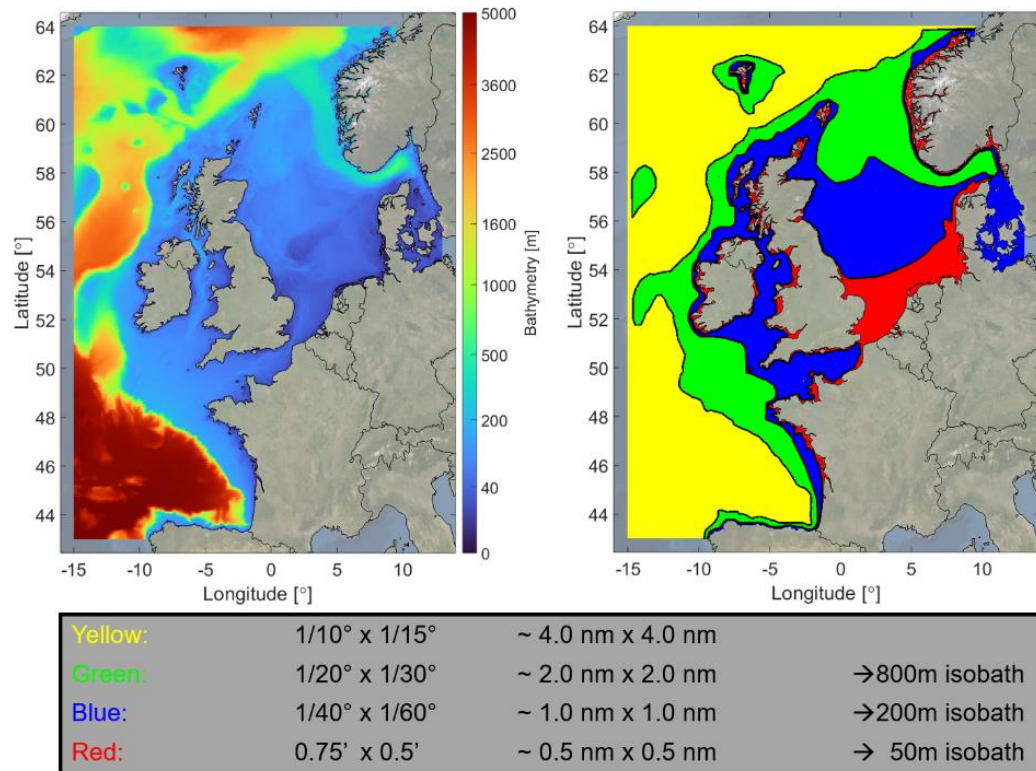 64
62
60
58
56
54
52
50
48
46
44
Latitude [°]
-15 -10 -5 0 5 10
Longitude [°]
5000
3600
2500
1600
1000
500
200
40
0
Bathymetry [m]
64
62
60
58
56
54
52
50
48
46
44
Latitude [°]
-15 -10 -5 0 5 10
Longitude [°]
Yellow: 1/10° x 1/15° ~ 4.0 nm x 4.0 nm
Green: 1/20° x 1/30° ~ 2.0 nm x 2.0 nm →800m isobath
Blue: 1/40° x 1/60° ~ 1.0 nm x 1.0 nm →200m isobath
Red: 0.75' x 0.5' ~ 0.5 nm x 0.5 nm → 50m isobath